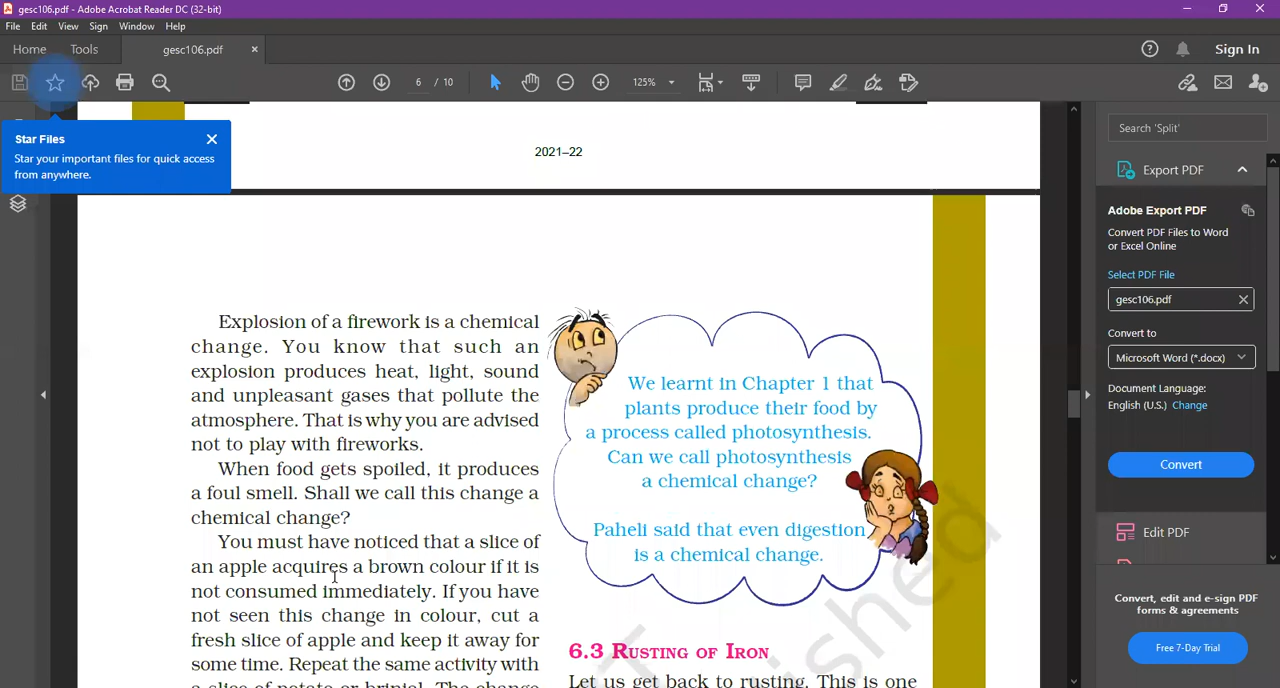 gesc106.pdf - Adobe Acrobat Reader DC (32-bit)
File Edit View Sign Window Help
Home Tools gesc106.pdf ×
Sign In
6 / 10
125%
Star Files
Star your important files for quick access
from anywhere.
2021–22
Explosion of a firework is a chemical
change. You know that such an
explosion produces heat, light, sound
and unpleasant gases that pollute the
atmosphere. That is why you are advised
not to play with fireworks.
When food gets spoiled, it produces
a foul smell. Shall we call this change a
chemical change?
You must have noticed that a slice of
an apple acquires a brown colour if it is
not consumed immediately. If you have
not seen this change in colour, cut a
fresh slice of apple and keep it away for
some time. Repeat the same activity with
a slice of potato or brinjal. The change
We learnt in Chapter 1 that
plants produce their food by
a process called photosynthesis.
Can we call photosynthesis
a chemical change?
Paheli said that even digestion
is a chemical change.
6.3 RUSTING OF IRON
Let us get back to rusting. This is one
Search 'Split'
Export PDF
Adobe Export PDF
Convert PDF Files to Word
or Excel Online
Select PDF File
gesc106.pdf
Convert to
Microsoft Word (*.docx)
Document Language:
English (U.S.) Change
Convert
Edit PDF
Convert, edit and e-sign PDF
forms & agreements
Free 7-Day Trial